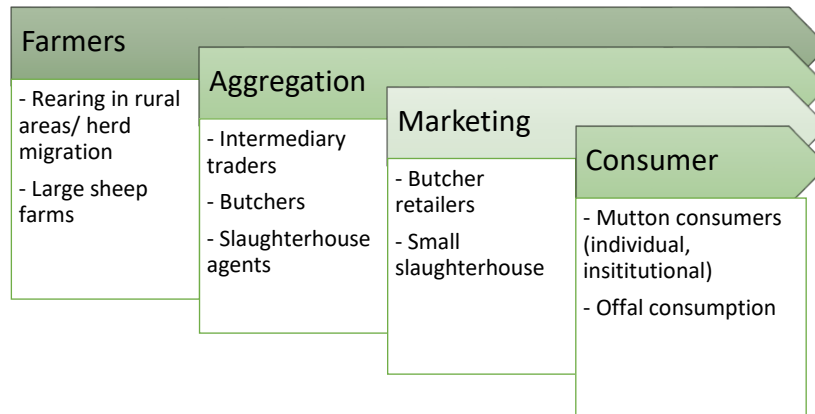 Farmers
- Rearing in rural
areas/ herd
migration
- Large sheep
farms
Aggregation
- Intermediary
traders
- Butchers
- Slaughterhouse
agents
Marketing
- Butcher
retailers
- Small
slaughterhouse
Consumer
- Mutton consumers
(individual,
insititutional)
- Offal consumption